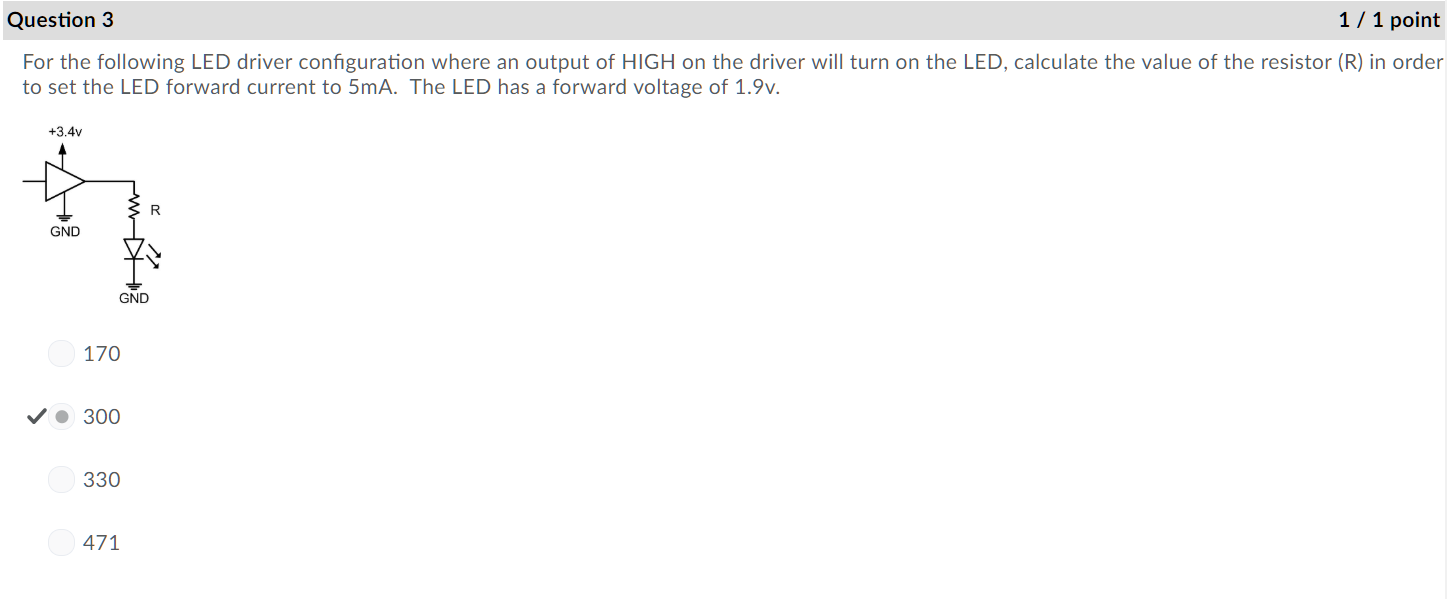 Question 3
1 / 1 point
For the following LED driver configuration where an output of HIGH on the driver will turn on the LED, calculate the value of the resistor (R) in order
to set the LED forward current to 5mA.  The LED has a forward voltage of 1.9v.
+3.4v
R
GND
GND
170
300
330
471